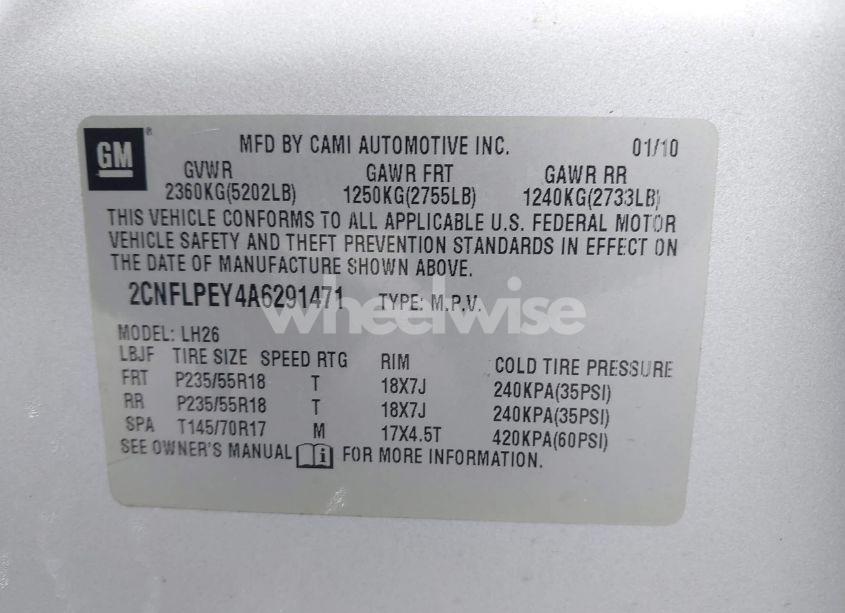 GM ® MFD BY CAMI AUTOMOTIVE INC. 01/10
GVWR GAWR FRT GAWR RR
2360KG(5202LB) 1250KG(2755LB) 1240KG(2733LB)
THIS VEHICLE CONFORMS TO ALL APPLICABLE U.S. FEDERAL MOTOR
VEHICLE SAFETY AND THEFT PREVENTION STANDARDS IN EFFECT ON
THE DATE OF MANUFACTURE SHOWN ABOVE.
2CNFLPEY4A6291471 TYPE: M.P.V.
wheelwise
MODEL: LH26
LBJF TIRE SIZE SPEED RTG RIM COLD TIRE PRESSURE
FRT P235/55R18 T 18X7J 240KPA(35PSI)
RR P235/55R18 T 18X7J 240KPA(35PSI)
SPA T145/70R17 M 17X4.5T 420KPA(60PSI)
SEE OWNER'S MANUAL i FOR MORE INFORMATION.